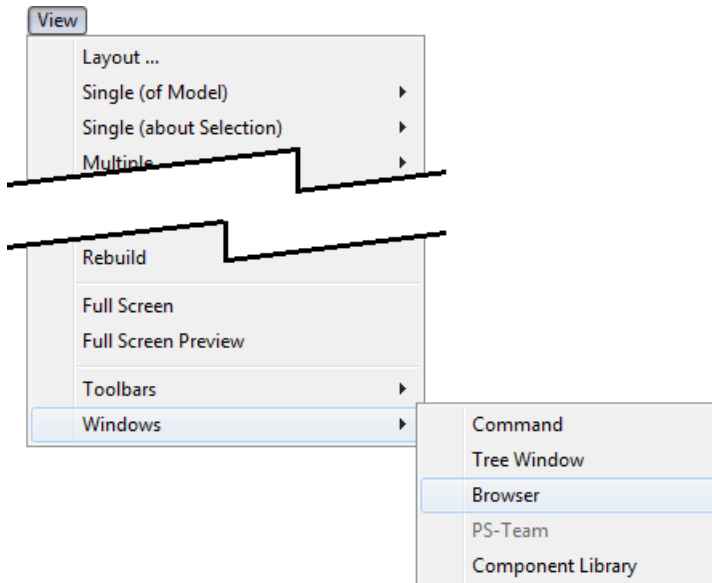 View
Layout ...
Single (of Model)
Single (about Selection)
Multiple
Rebuild
Full Screen
Full Screen Preview
Toolbars
Windows
Command
Tree Window
Browser
PS-Team
Component Library